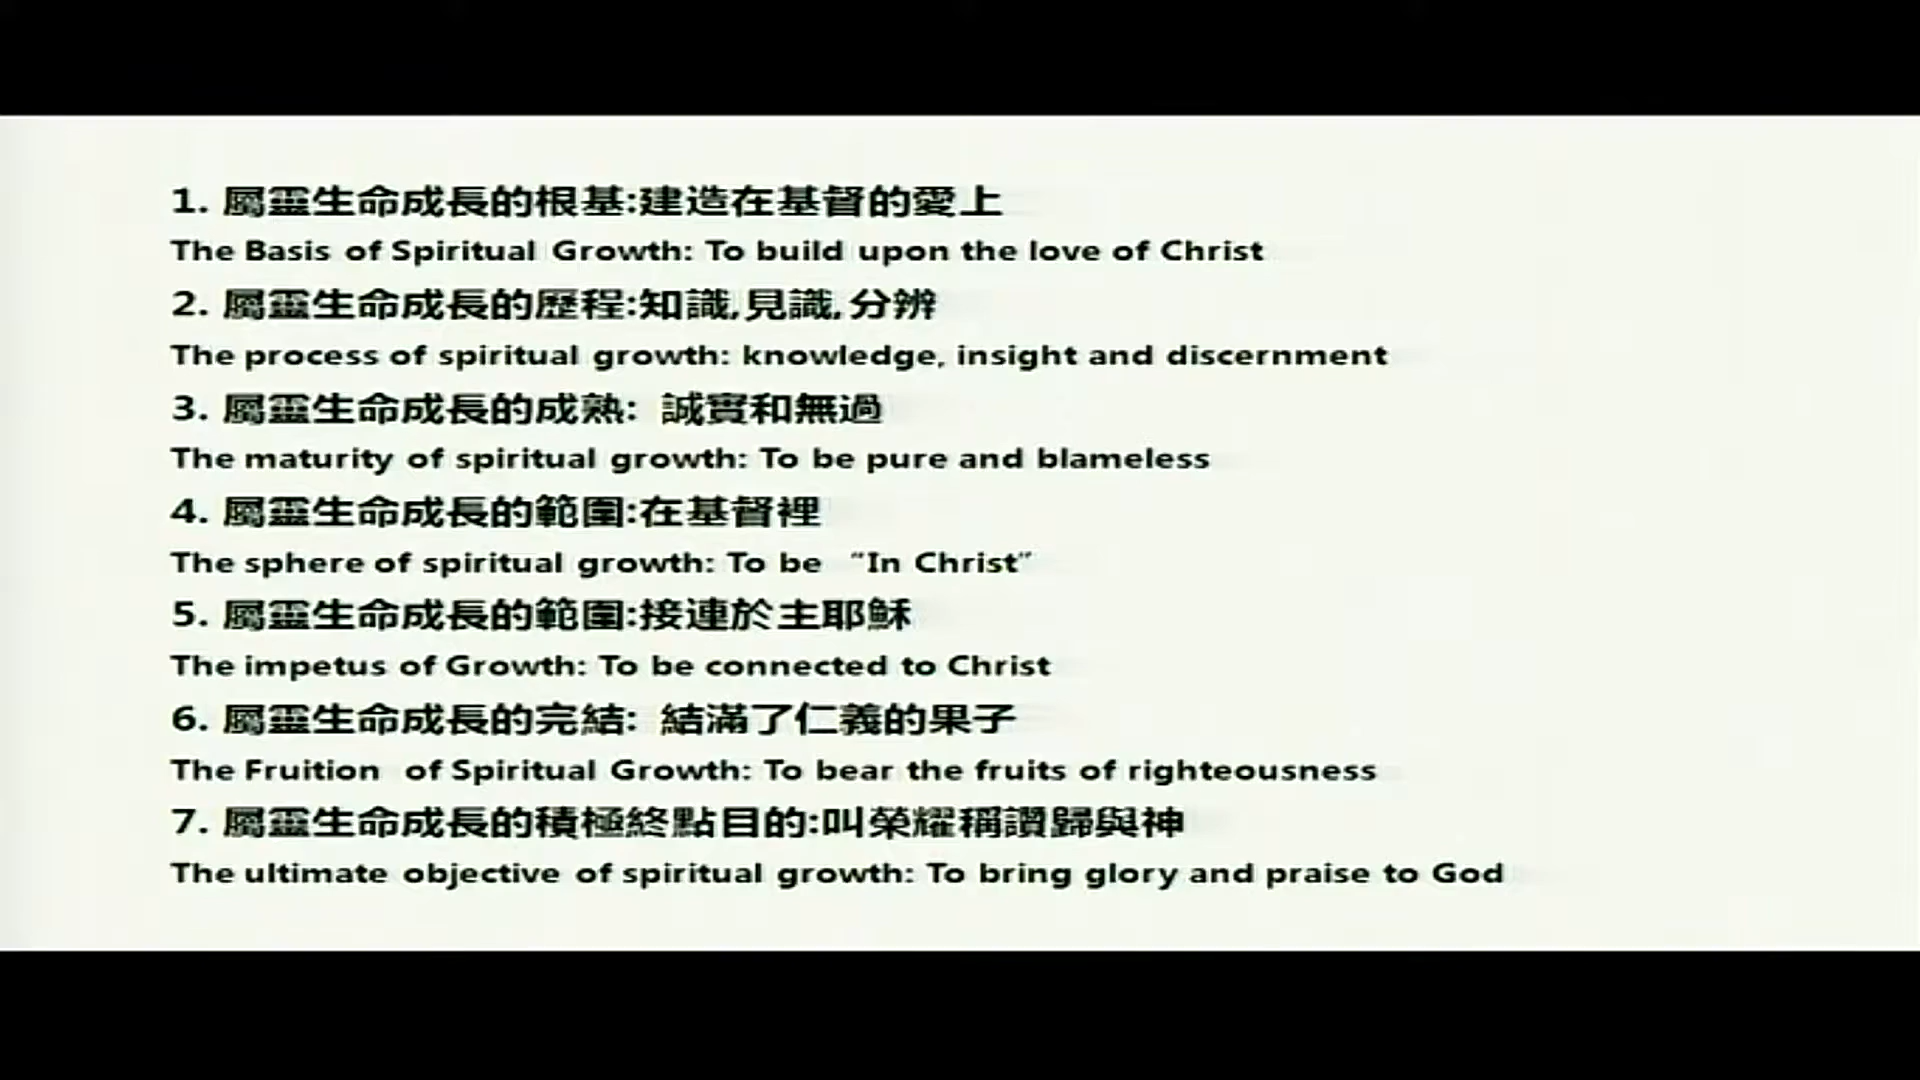 1. 屬靈生命成長的根基:建造在基督的愛上
The Basis of Spiritual Growth: To build upon the love of Christ
2. 屬靈生命成長的歷程:知識,見識,分辨
The process of spiritual growth: knowledge, insight and discernment
3. 屬靈生命成長的成熟: 誠實和無過
The maturity of spiritual growth: To be pure and blameless
4. 屬靈生命成長的範圍:在基督裡
The sphere of spiritual growth: To be “In Christ”
5. 屬靈生命成長的範圍:接連於主耶穌
The impetus of Growth: To be connected to Christ
6. 屬靈生命成長的完結: 結滿了仁義的果子
The Fruition of Spiritual Growth: To bear the fruits of righteousness
7. 屬靈生命成長的積極終點目的:叫榮耀稱讚歸與神
The ultimate objective of spiritual growth: To bring glory and praise to God